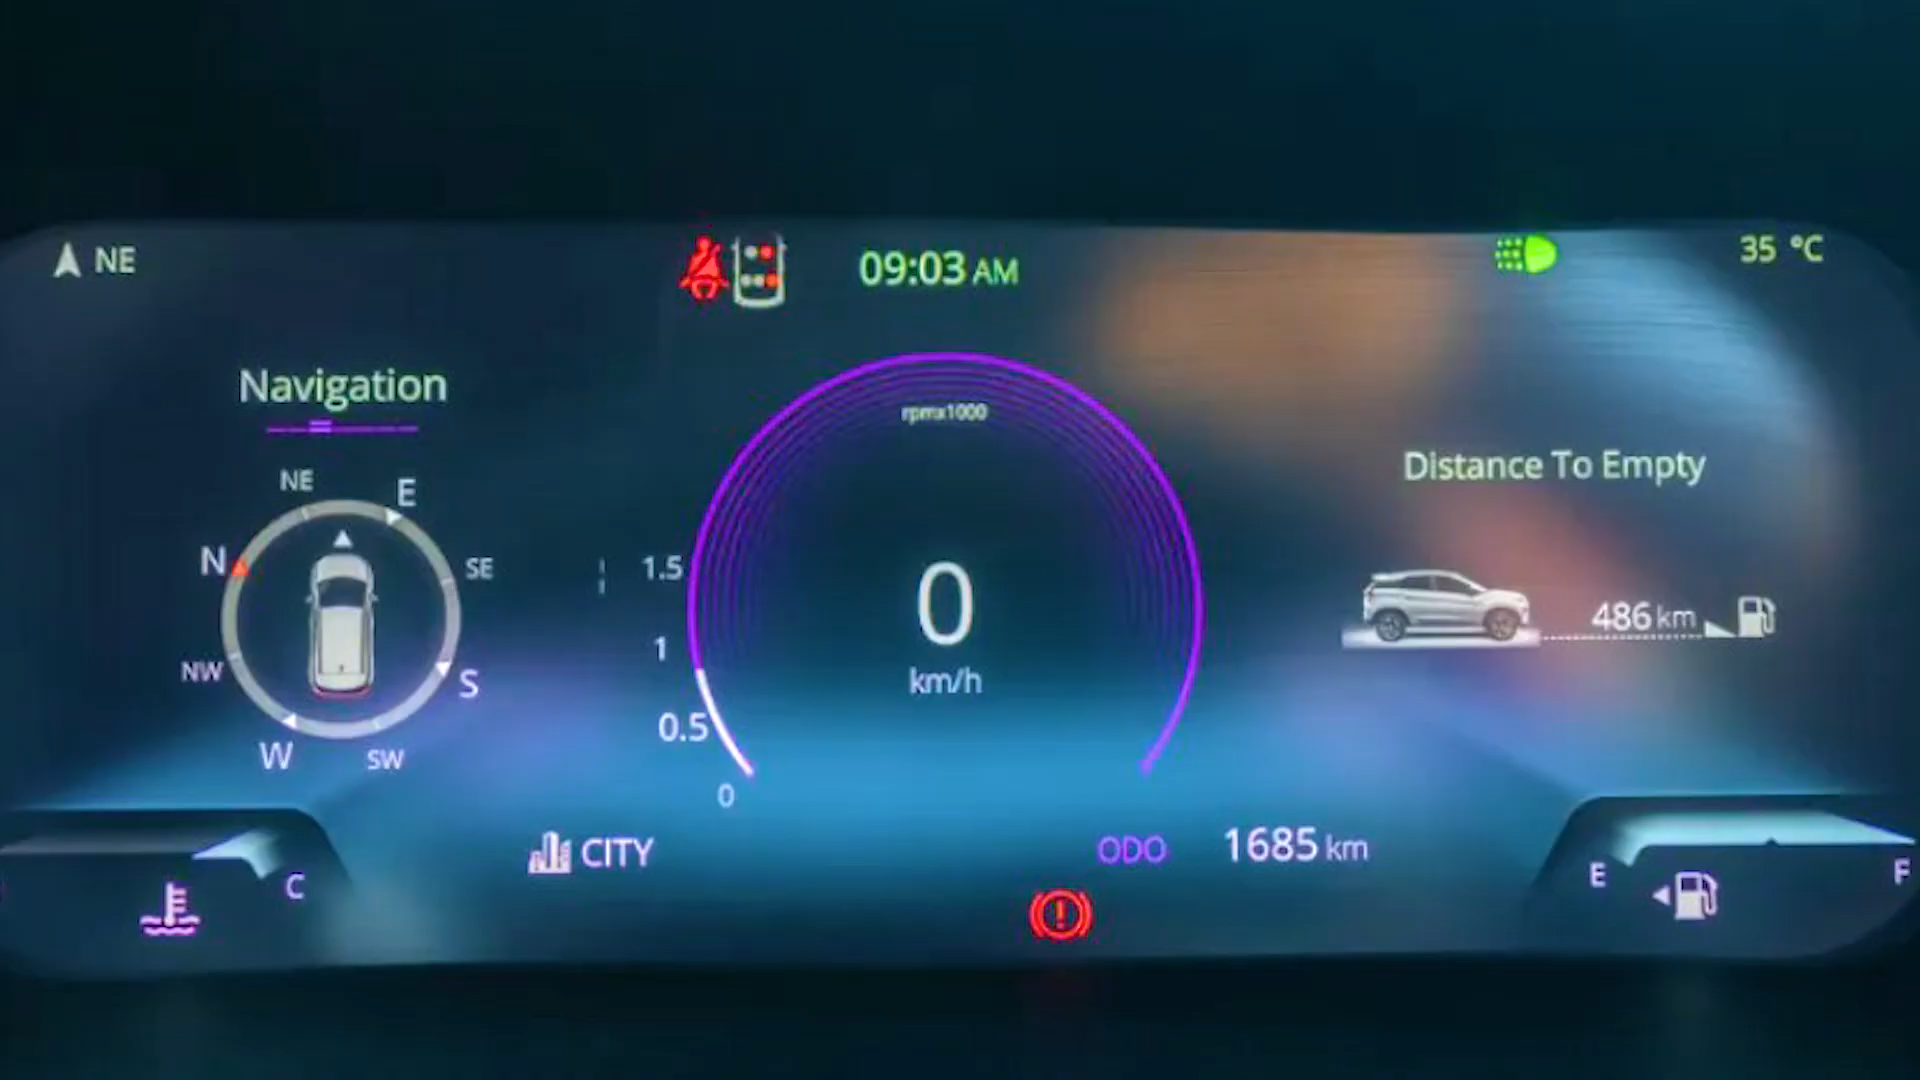 NE
09:03 AM
35 °C
Navigation
NE
E
N
SE
NW
S
W
SW
rpmx1000
1.5
1
0.5
0
0
km/h
Distance To Empty
486 km
CITY
ODO 1685 km
C
E
F